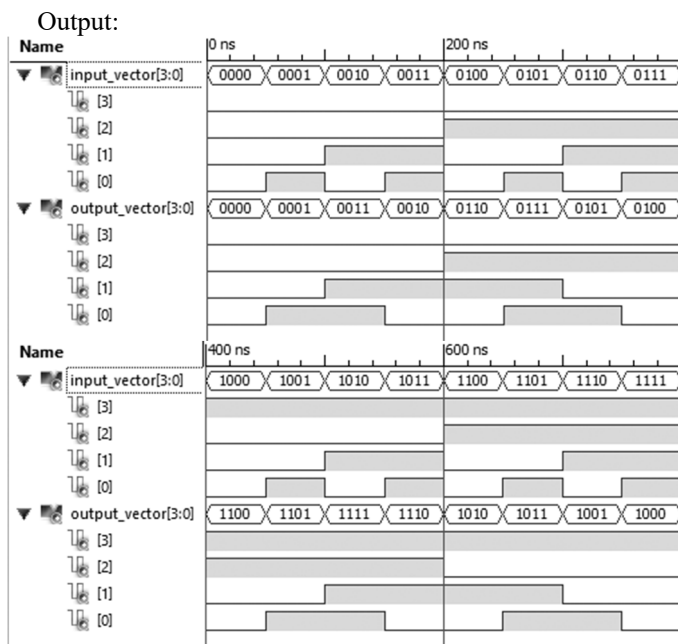 Output:
Name 0 ns 200 ns
input_vector[3:0] 0000 0001 0010 0011 0100 0101 0110 0111
[3]
[2]
[1]
[0]
output_vector[3:0] 0000 0001 0011 0010 0110 0111 0101 0100
[3]
[2]
[1]
[0]
Name 400 ns 600 ns
input_vector[3:0] 1000 1001 1010 1011 1100 1101 1110 1111
[3]
[2]
[1]
[0]
output_vector[3:0] 1100 1101 1111 1110 1010 1011 1001 1000
[3]
[2]
[1]
[0]